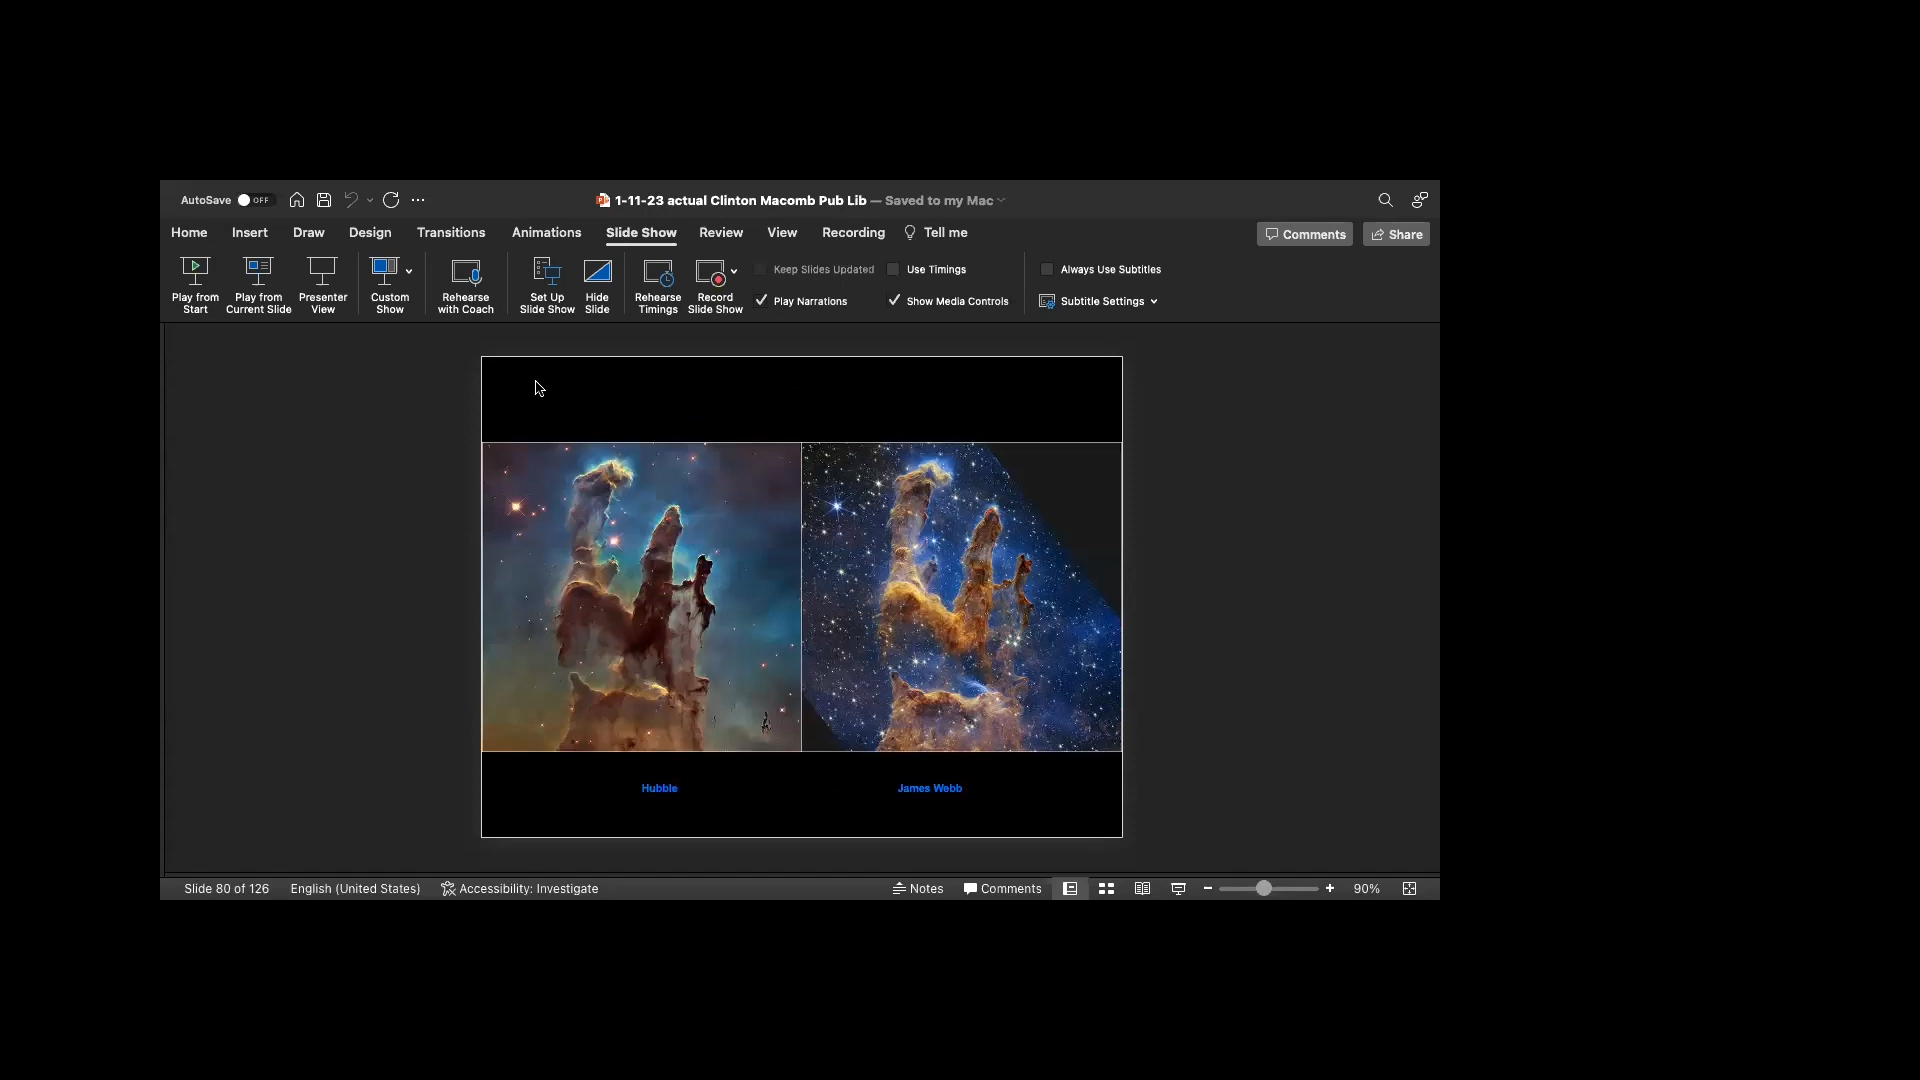 AutoSave OFF 1-11-23 actual Clinton Macomb Pub Lib — Saved to my Mac
Home Insert Draw Design Transitions Animations Slide Show Review View Recording Tell me Comments Share
Play from Start
Play from Current Slide
Presenter View
Custom Show
Rehearse with Coach
Set Up Slide Show
Hide Slide
Rehearse Timings
Record Slide Show
Keep Slides Updated
Play Narrations
Use Timings
Show Media Controls
Always Use Subtitles
Subtitle Settings
Hubble James Webb
Slide 80 of 126 English (United States) Accessibility: Investigate Notes Comments 90%